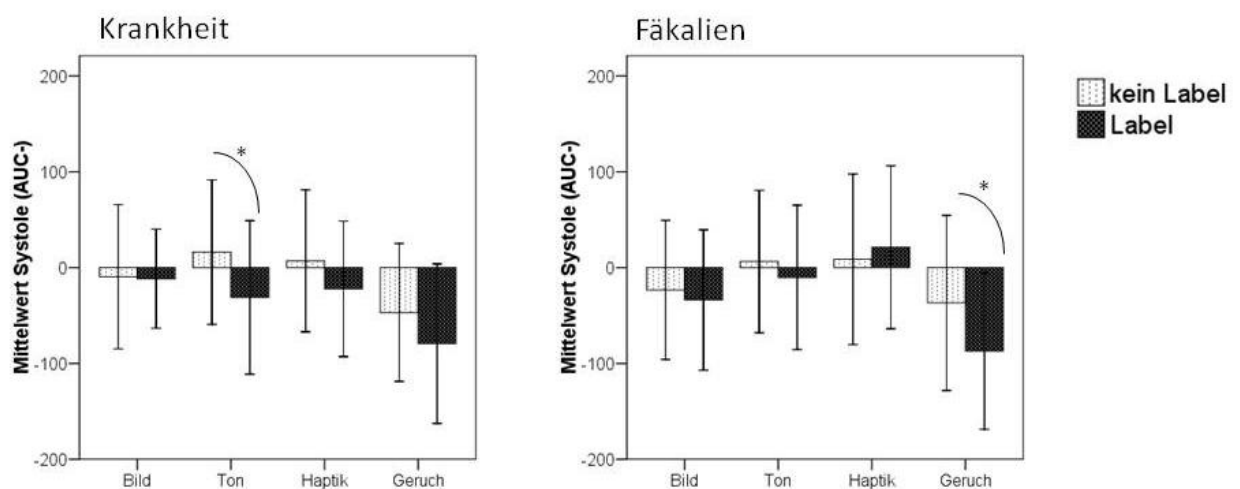 Krankheit
Mittelwert Systole (AUC-)
200
100
0
-100
-200
*
Bild Ton Haptik Geruch
Fäkalien
Mittelwert Systole (AUC-)
200
100
0
-100
-200
*
Bild Ton Haptik Geruch
kein Label
Label